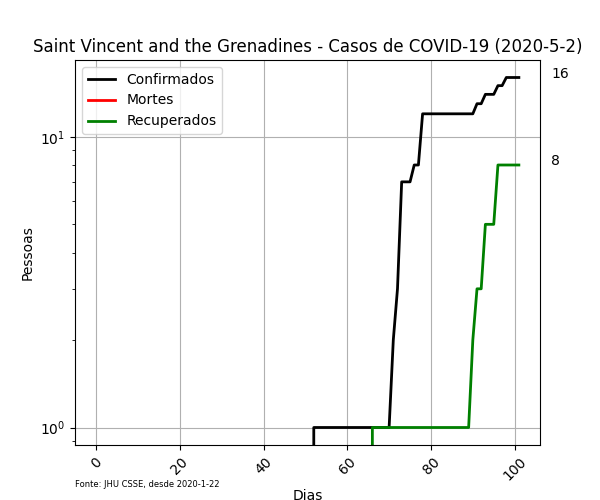 Saint Vincent and the Grenadines - Casos de COVID-19 (2020-5-2)
Confirmados
Mortes
Recuperados
16
8
10¹
10⁰
Pessoas
0 20 40 60 80 100
Dias
Fonte: JHU CSSE, desde 2020-1-22